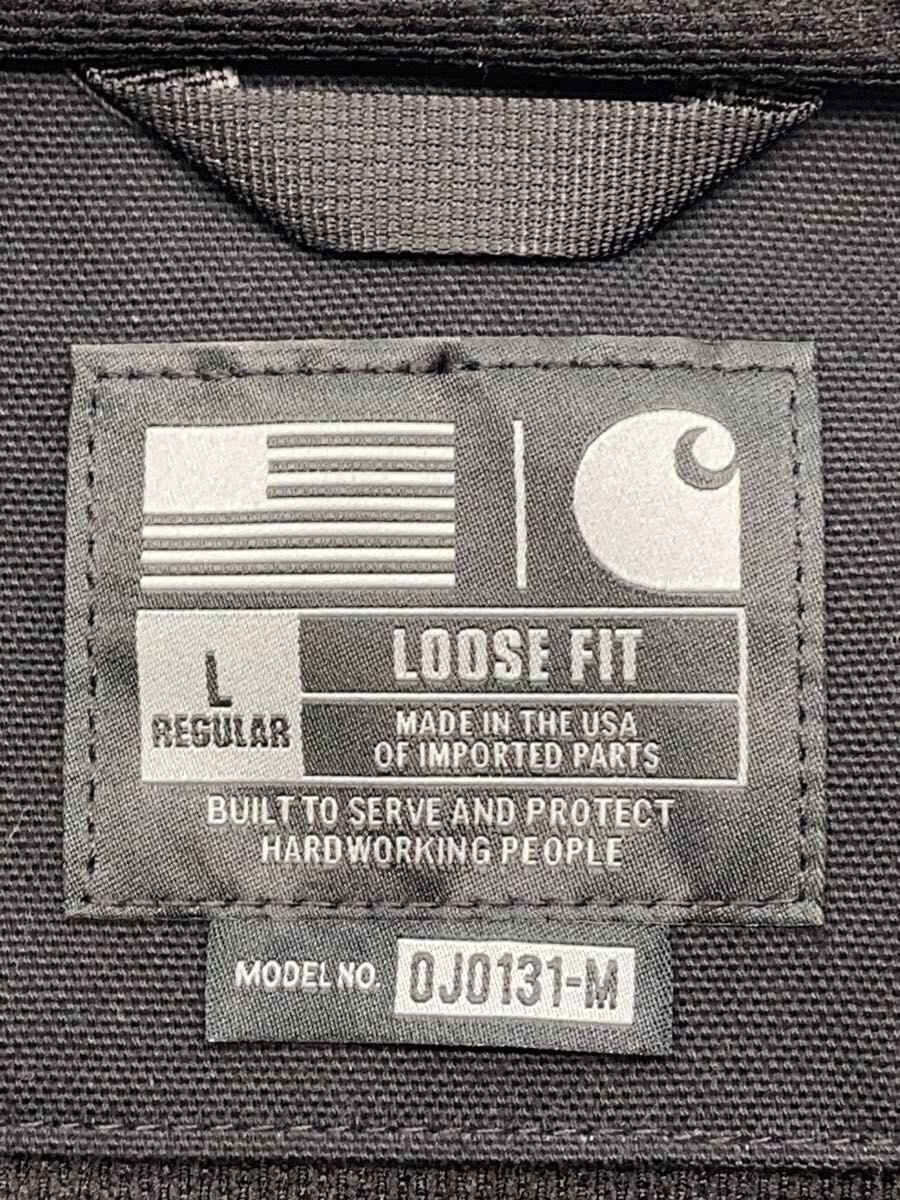 L
REGULAR
LOOSE FIT
MADE IN THE USA
OF IMPORTED PARTS
BUILT TO SERVE AND PROTECT
HARDWORKING PEOPLE
MODEL NO. 0J0131-M